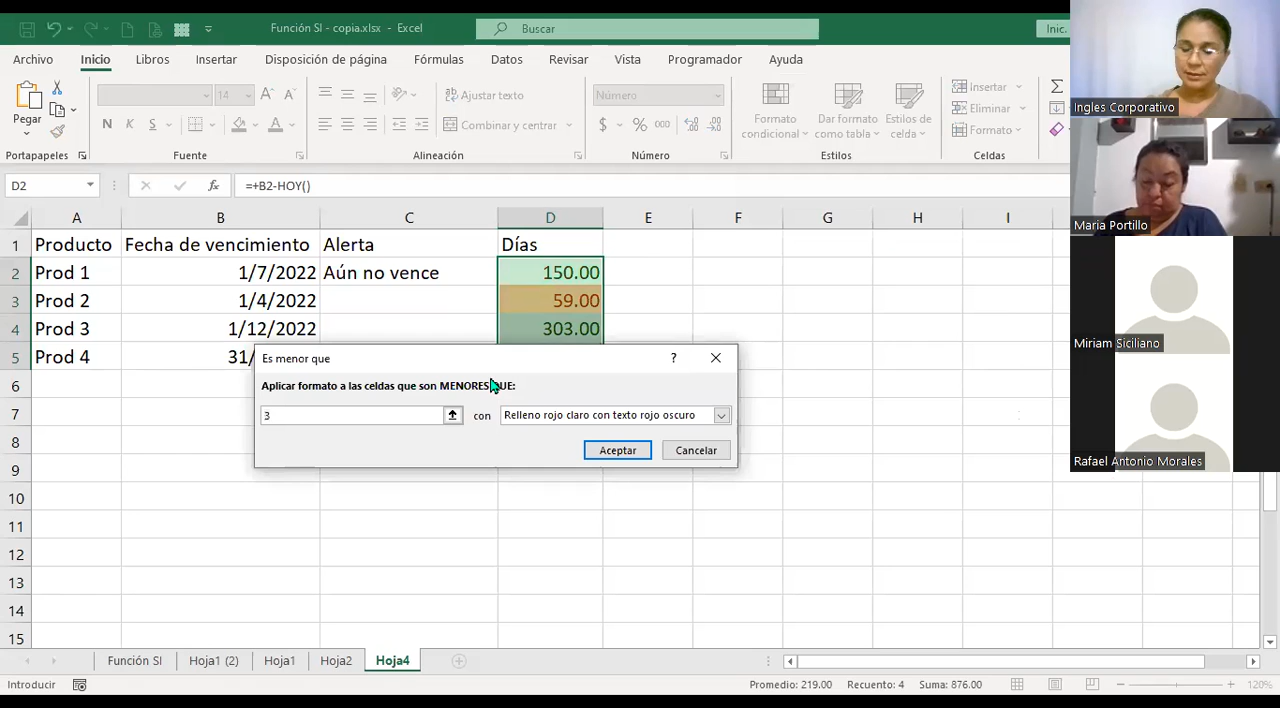 Función SI - copia.xlsx - Excel
Buscar
Inic.
Archivo Inicio Libros Insertar Disposición de página Fórmulas Datos Revisar Vista Programador Ayuda
Pegar
14
A A
Ajustar texto
Número
Formato condicional
Dar formato como tabla
Estilos de celda
Insertar
Eliminar
Formato
N K S
A
Combinar y centrar
$ % 000
Portapapeles Fuente Alineación Número Estilos Celdas
D2
fx
=+B2-HOY()
A B C D E F G H I
1 Producto Fecha de vencimiento Alerta Días
2 Prod 1 1/7/2022 Aún no vence 150.00
3 Prod 2 1/4/2022 59.00
4 Prod 3 1/12/2022 303.00
5 Prod 4 31/
6
7
8
9
10
11
12
13
14
15
Es menor que
?
Aplicar formato a las celdas que son MENORES QUE:
3 con Relleno rojo claro con texto rojo oscuro
Aceptar Cancelar
Función SI Hoja1 (2) Hoja1 Hoja2 Hoja4
Introducir
Promedio: 219.00 Recuento: 4 Suma: 876.00
120%
Ingles Corporativo
Maria Portillo
Miriam Siciliano
Rafael Antonio Morales